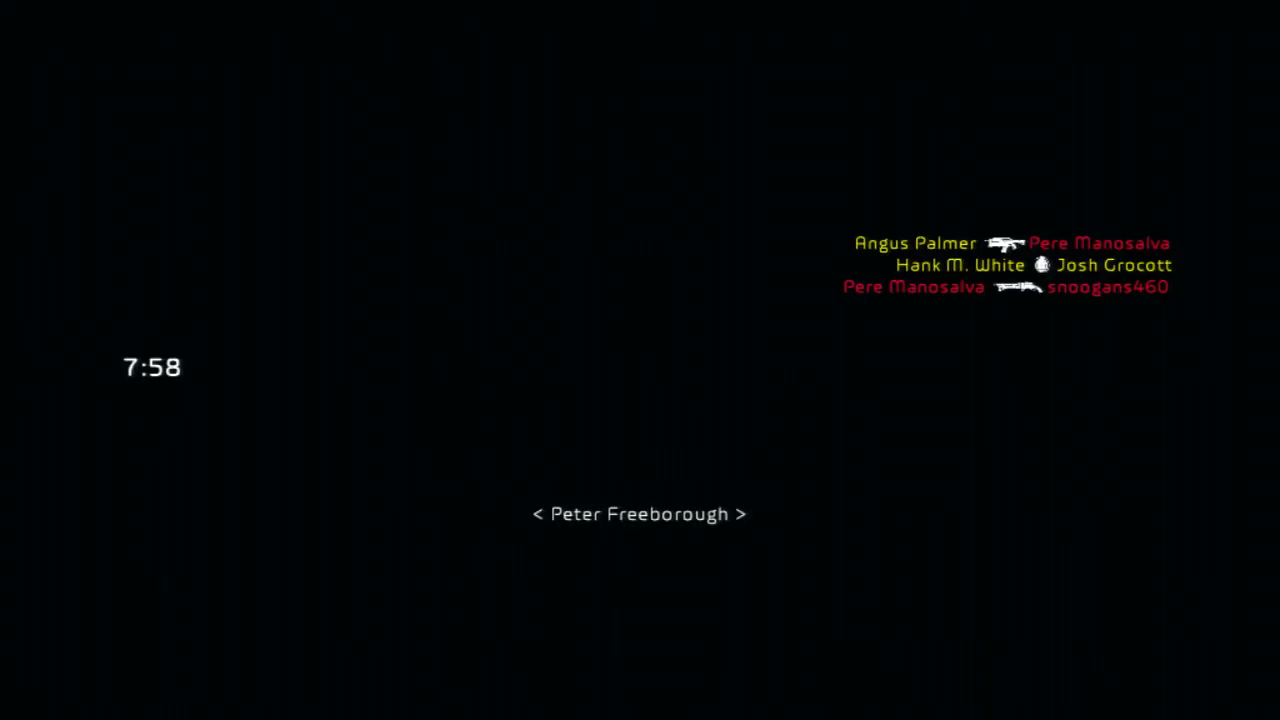 Angus Palmer Pere Manosalva
Hank M. White Josh Grocott
Pere Manosalva snoogans460
7:58
< Peter Freeborough >